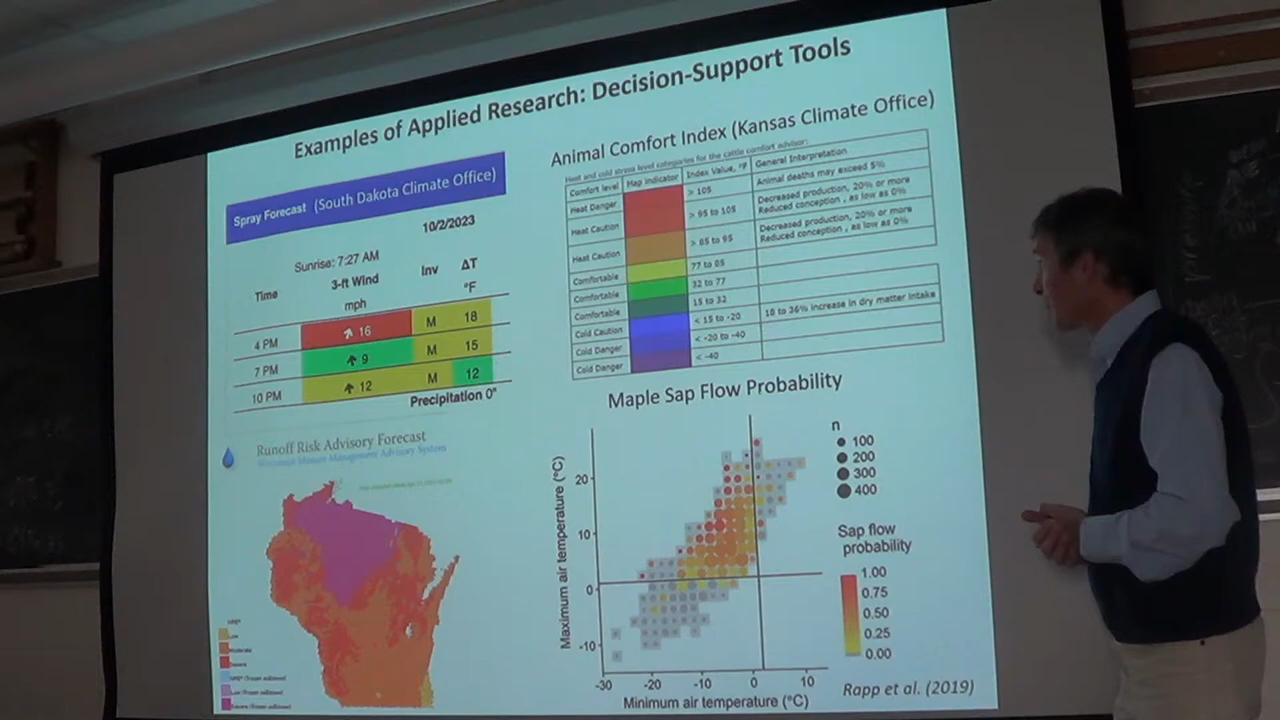 Examples of Applied Research: Decision-Support Tools
Spray Forecast (South Dakota Climate Office)
10/2/2023
Sunrise: 7:27 AM
Time 3-ft Wind Inv ΔT
mph °F
4 PM 16 M 18
7 PM 9 M 15
10 PM 12 M 12
Precipitation 0"
Animal Comfort Index (Kansas Climate Office)
Heat and cold stress level categories for the cattle comfort advisor:
Comfort level Map indicator Index Value, °F General Interpretation
Heat Danger > 105 Animal deaths may exceed 5%
Heat Caution > 95 to 105 Decreased production, 20% or more
Reduced conception , as low as 0%
Heat Caution > 85 to 95 Decreased production, 20% or more
Reduced conception , as low as 0%
Comfortable 77 to 85
Comfortable 32 to 77
Comfortable 15 to 32
Cold Caution < 15 to -20 18 to 36% increase in dry matter intake
Cold Danger < -20 to -40
Cold Danger < -40
Runoff Risk Advisory Forecast
Wisconsin Manure Management Advisory System
Low
Moderate
Severe
Maple Sap Flow Probability
Maximum air temperature (°C)
20
10
0
-10
-30 -20 -10 0 10
Minimum air temperature (°C)
n
100
200
300
400
Sap flow
probability
1.00
0.75
0.50
0.25
0.00
Rapp et al. (2019)